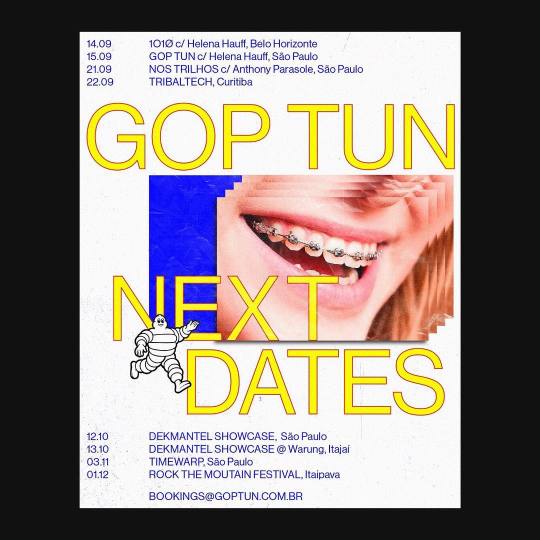 14.09 1O1Ø c/ Helena Hauff, Belo Horizonte
15.09 GOP TUN c/ Helena Hauff, São Paulo
21.09 NOS TRILHOS c/ Anthony Parasole, São Paulo
22.09 TRIBALTECH, Curitiba
GOP TUN
NEXT
DATES
12.10 DEKMANTEL SHOWCASE, São Paulo
13.10 DEKMANTEL SHOWCASE @ Warung, Itajaí
03.11 TIMEWARP, São Paulo
01.12 ROCK THE MOUTAIN FESTIVAL, Itaipava
BOOKINGS@GOPTUN.COM.BR